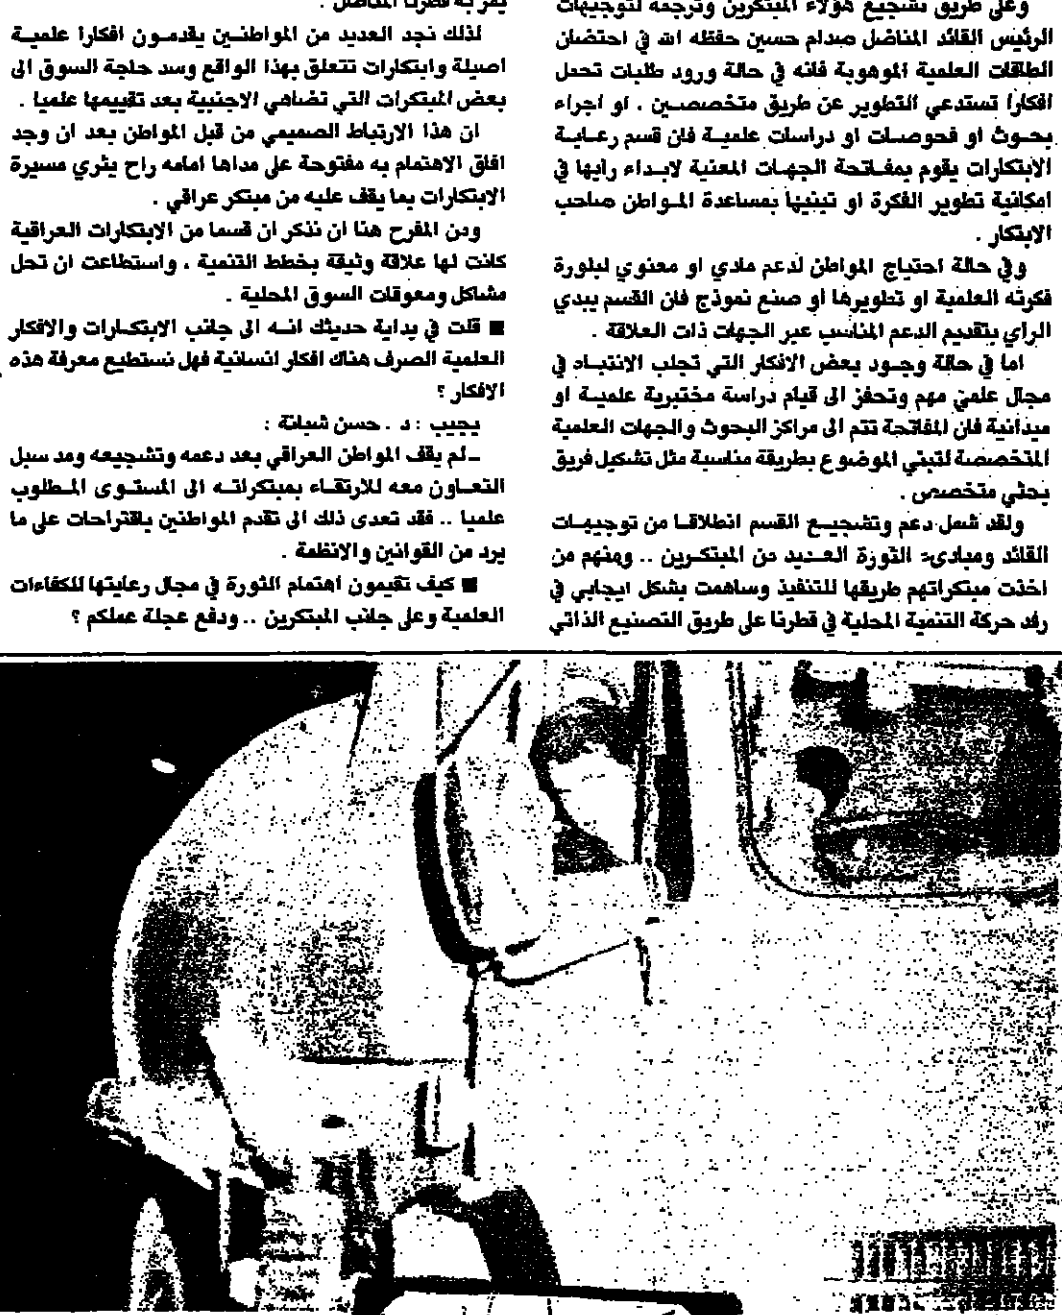 وعلى طريق تشجيع هؤلاء المبتكرين وترجمة لتوجيهات
الرئيس القائد المناضل صدام حسين حفظه الله في احتضان
الطاقات العلمية الموهوبة فانه في حالة ورود طلبات تحمل
افكارا تستدعي التطوير عن طريق متخصصين ، او اجراء
بحوث او فحوصات او دراسات علمية فان قسم رعاية
الابتكارات يقوم بمفاتحة الجهات المعنية لابداء رايها في
امكانية تطوير الفكرة او تبنيها بمساعدة المواطن صاحب
الابتكار .
وفي حالة احتياج المواطن لدعم مادي او معنوي لبلورة
فكرته العلمية او تطويرها او صنع نموذج فان القسم يبدي
الراي بتقديم الدعم المناسب عبر الجهات ذات العلاقة .
اما في حالة وجود بعض الافكار التي تجلب الانتباه في
مجال علمي مهم وتحفز الى قيام دراسة مختبرية علمية او
ميدانية فان المفاتحة تتم الى مراكز البحوث والجهات العلمية
المتخصصة لتبني الموضوع بطريقة مناسبة مثل تشكيل فريق
بحثي متخصص .
ولقد شمل دعم وتشجيع القسم انطلاقا من توجيهات
القائد ومبادىء الثورة العديد من المبتكرين .. ومنهم من
اخذت مبتكراتهم طريقها للتنفيذ وساهمت بشكل ايجابي في
رفد حركة التنمية المحلية في قطرنا على طريق التصنيع الذاتي
يمر به قطرنا المناضل .
لذلك نجد العديد من المواطنين يقدمون افكارا علمية
اصيلة وابتكارات تتعلق بهذا الواقع وسد حاجة السوق الى
بعض المبتكرات التي تضاهي الاجنبية بعد تقييمها علميا .
ان هذا الارتباط الصميمي من قبل المواطن بعد ان وجد
افاق الاهتمام به مفتوحة على مداها امامه راح يثري مسيرة
الابتكارات بما يقف عليه من مبتكر عراقي .
ومن المفرح هنا ان نذكر ان قسما من الابتكارات العراقية
كانت لها علاقة وثيقة بخطط التنمية ، واستطاعت ان تحل
مشاكل ومعوقات السوق المحلية .
■ قلت في بداية حديثك انه الى جانب الابتكارات والافكار
العلمية الصرف هناك افكار انسانية فهل نستطيع معرفة هذه
الافكار ؟
يجيب : د . حسن شبانة :
ـ لم يقف المواطن العراقي بعد دعمه وتشجيعه ومد سبل
التعاون معه للارتقاء بمبتكراته الى المستوى المطلوب
علميا .. فقد تعدى ذلك الى تقدم المواطنين باقتراحات على ما
يرد من القوانين والانظمة .
■ كيف تقيمون اهتمام الثورة في مجال رعايتها للكفاءات
العلمية وعلى جانب المبتكرين .. ودفع عجلة عملكم ؟